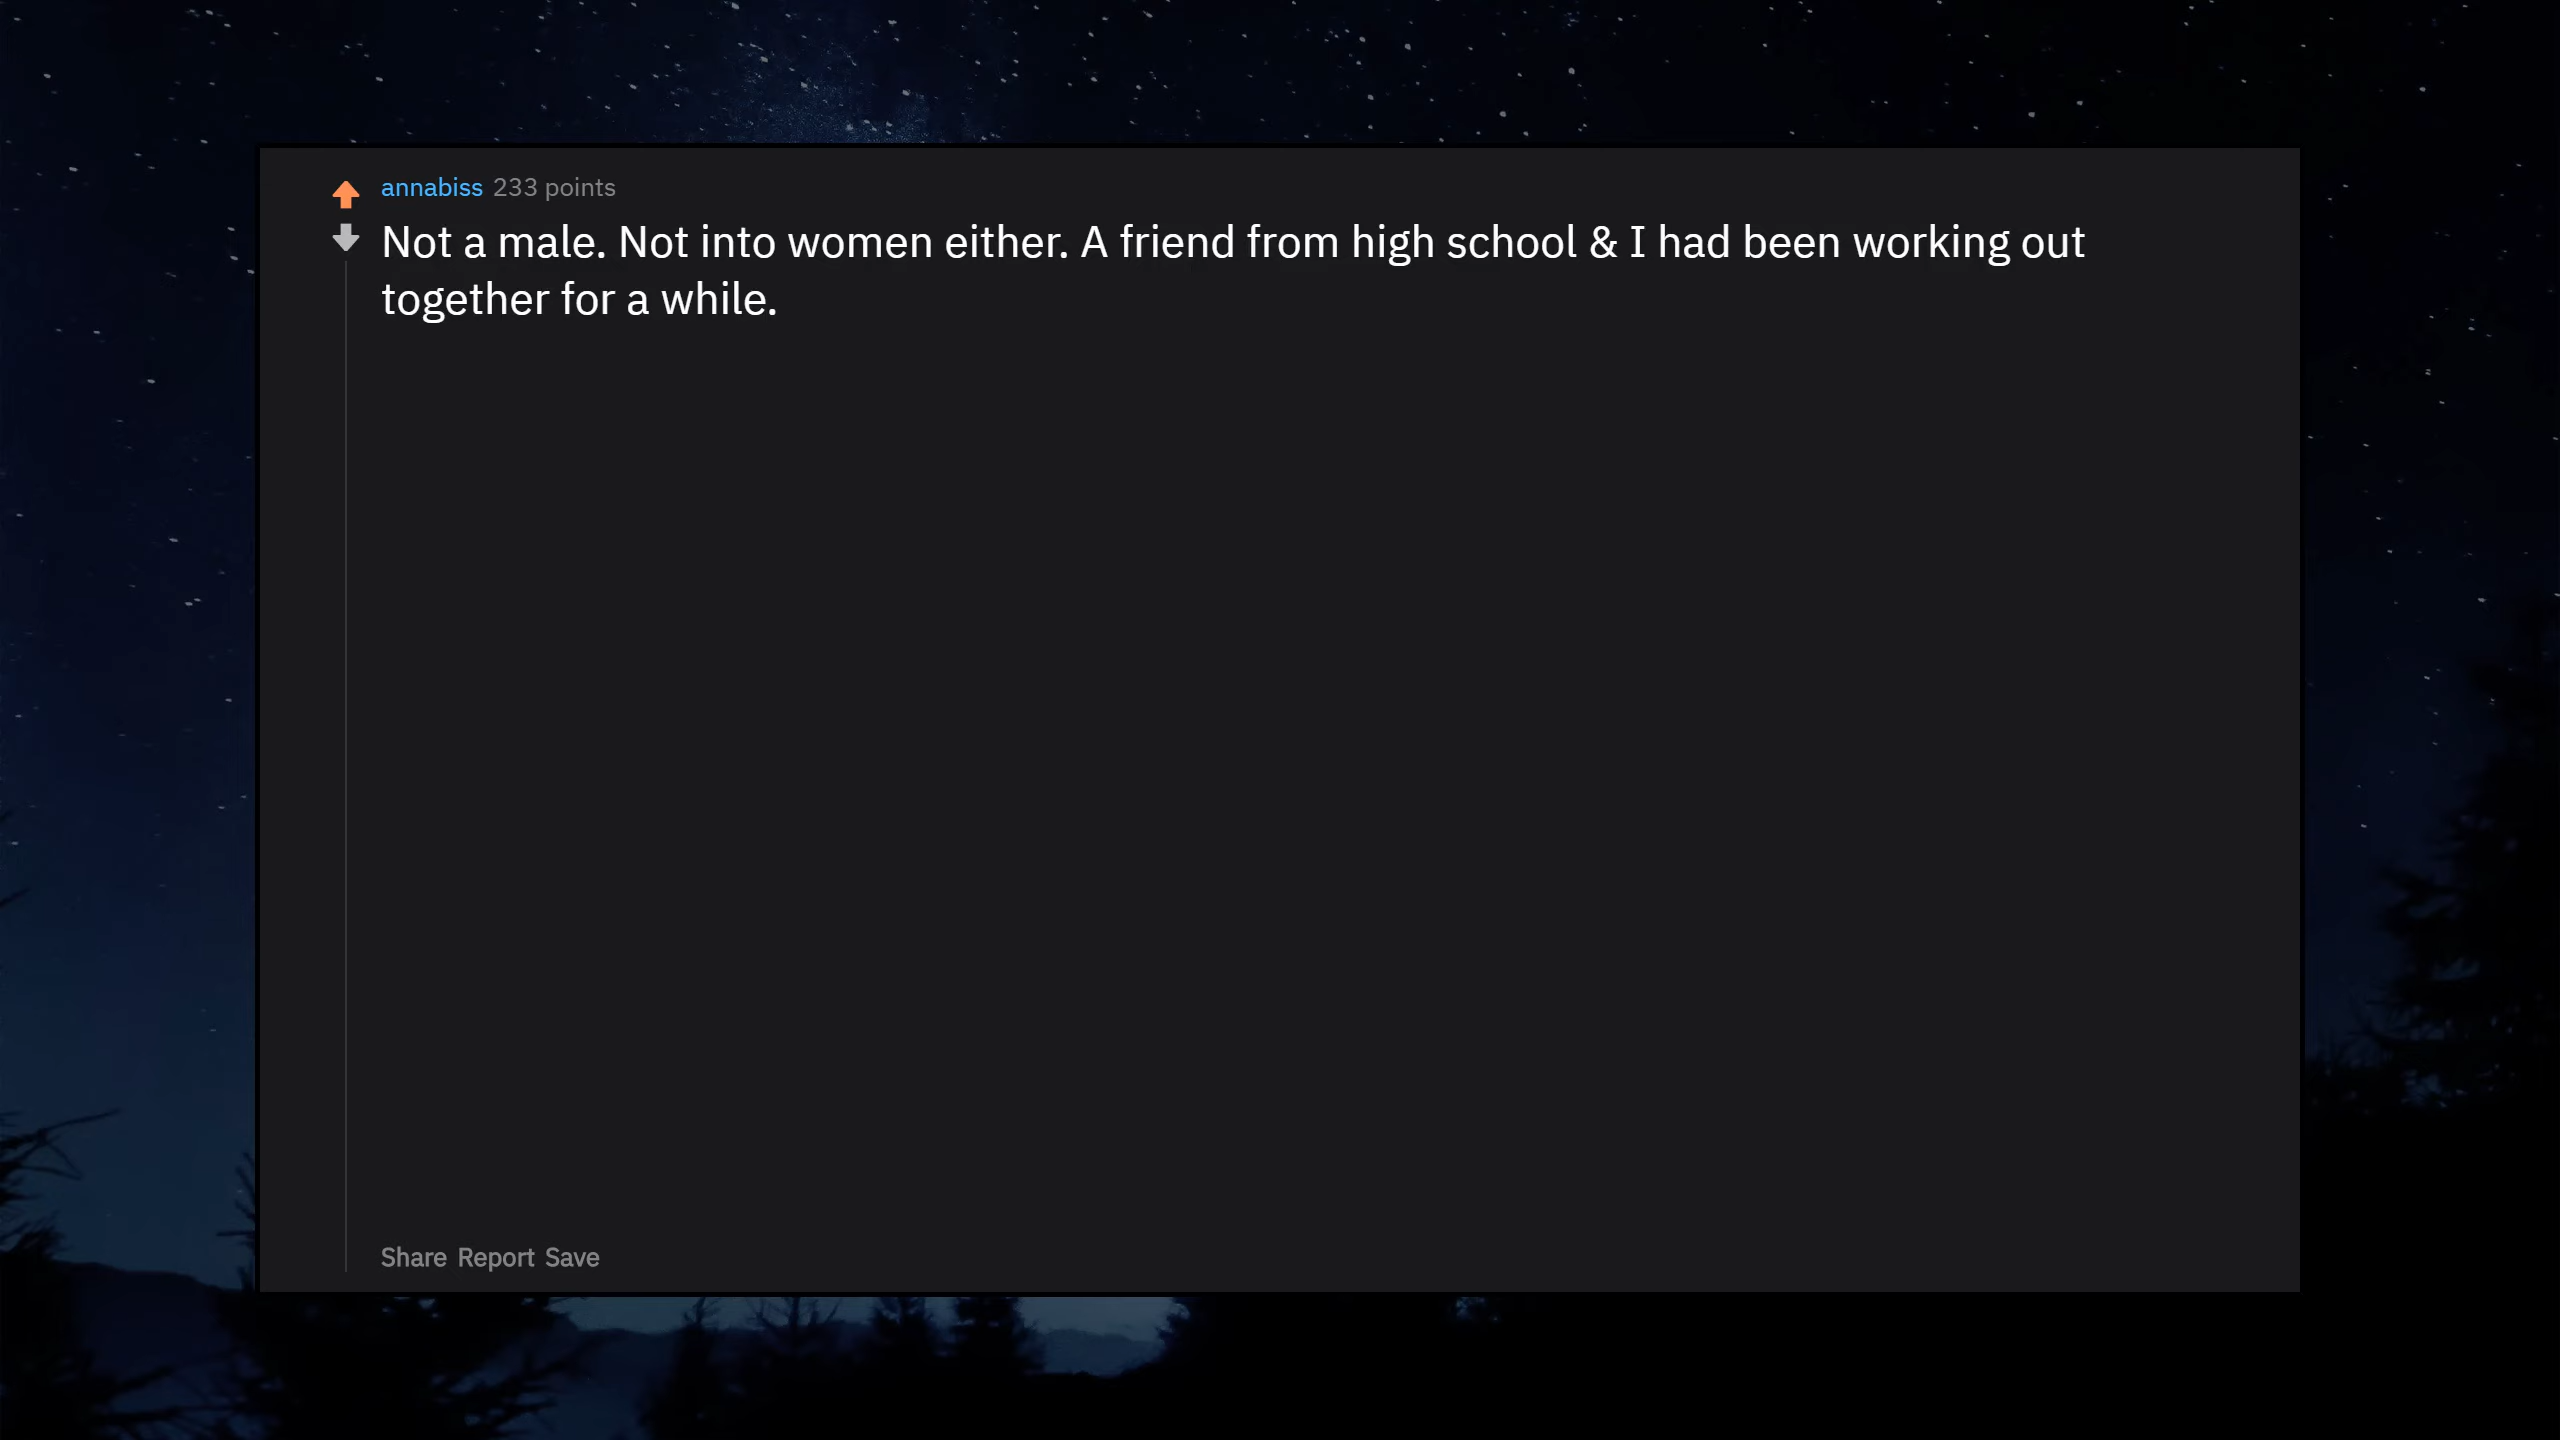 annabiss 233 points
Not a male. Not into women either. A friend from high school & I had been working out
together for a while.
Share Report Save